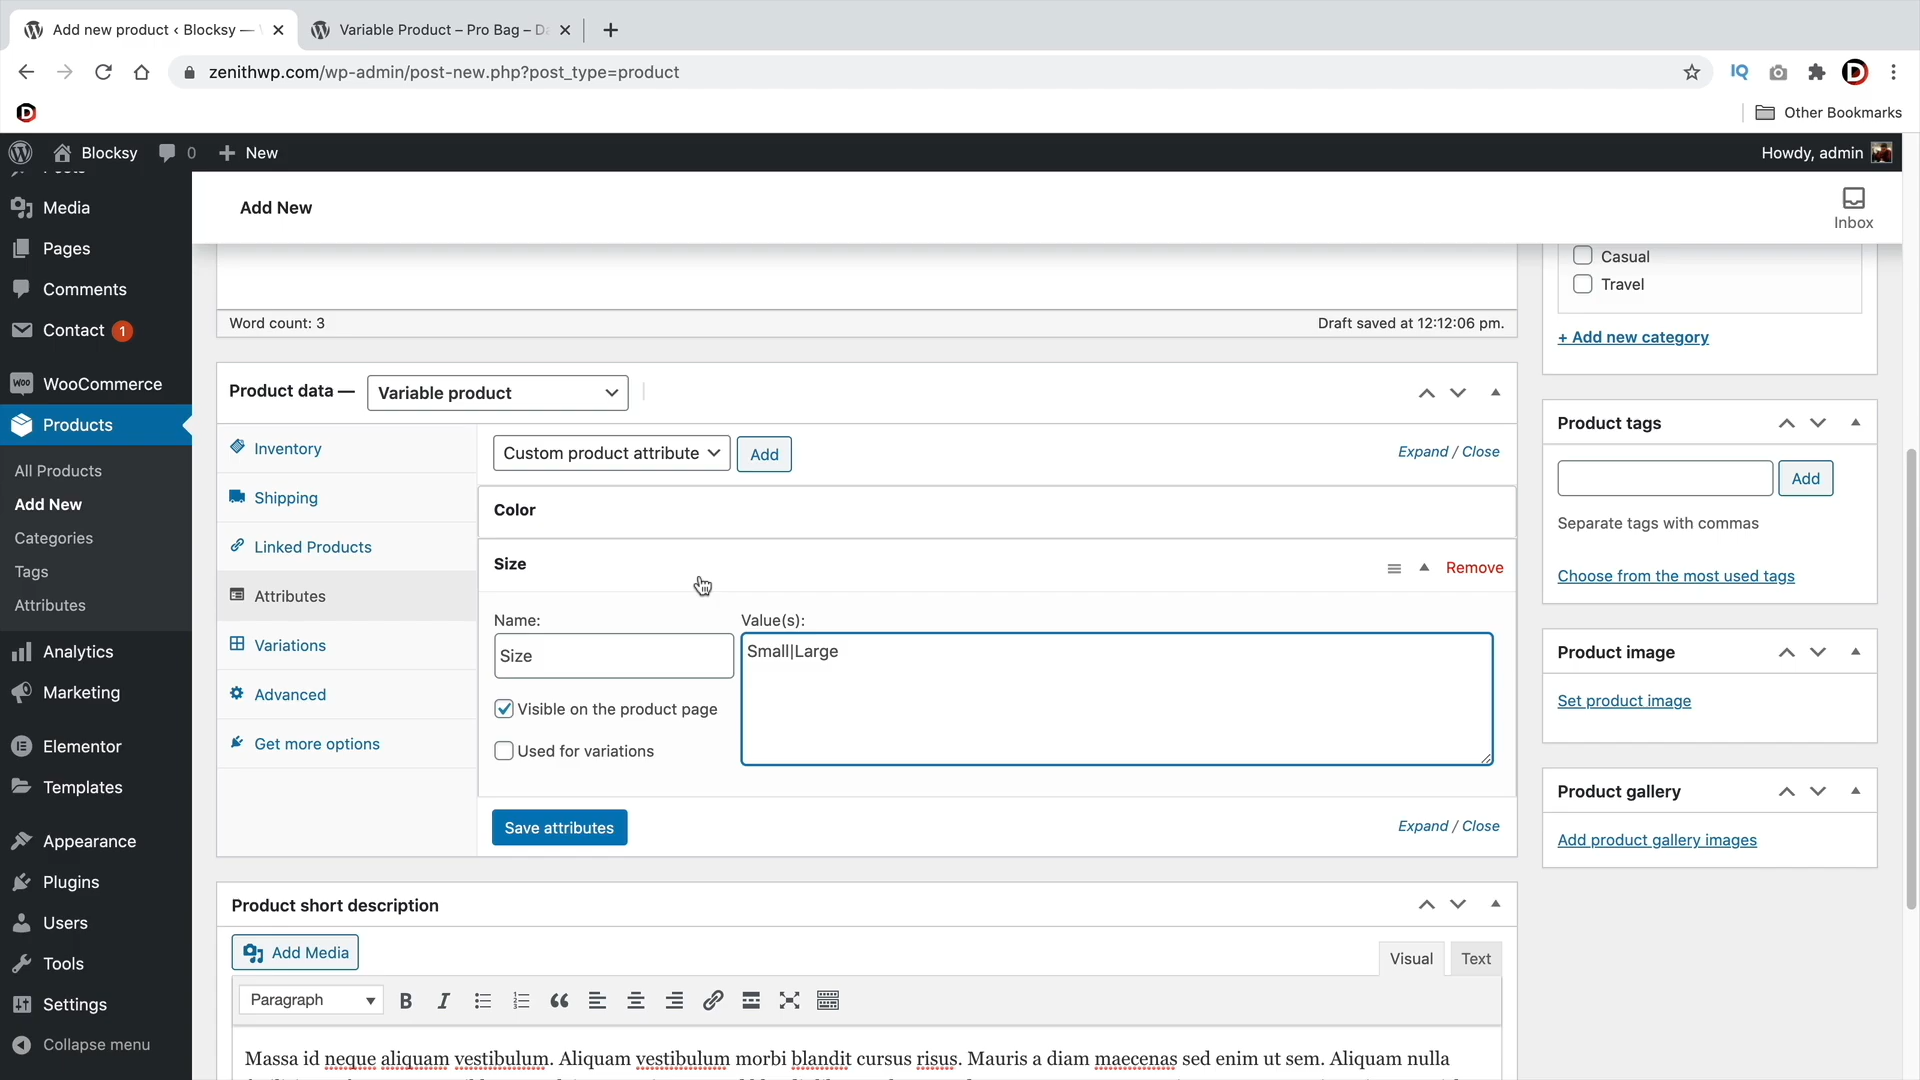 Add new product ‹ Blocksy —
Variable Product – Pro Bag – D
zenithwp.com/wp-admin/post-new.php?post_type=product
IQ
D
D
Other Bookmarks
Blocksy
0
New
Howdy, admin
Posts
Media
Pages
Comments
Contact 1
Woo WooCommerce
Products
All Products
Add New
Categories
Tags
Attributes
Analytics
Marketing
Elementor
Templates
Appearance
Plugins
Users
Tools
Settings
Collapse menu
Add New
Inbox
Word count: 3
Draft saved at 12:12:06 pm.
Product data —
Variable product
Inventory
Shipping
Linked Products
Attributes
Variations
Advanced
Get more options
Custom product attribute
Add
Expand / Close
Color
Size
Remove
Name:
Value(s):
Size
Small|Large
Visible on the product page
Used for variations
Save attributes
Expand / Close
Product short description
Add Media
Visual
Text
Paragraph
B
I
Massa id neque aliquam vestibulum. Aliquam vestibulum morbi blandit cursus risus. Mauris a diam maecenas sed enim ut sem. Aliquam nulla
Casual
Travel
+ Add new category
Product tags
Add
Separate tags with commas
Choose from the most used tags
Product image
Set product image
Product gallery
Add product gallery images